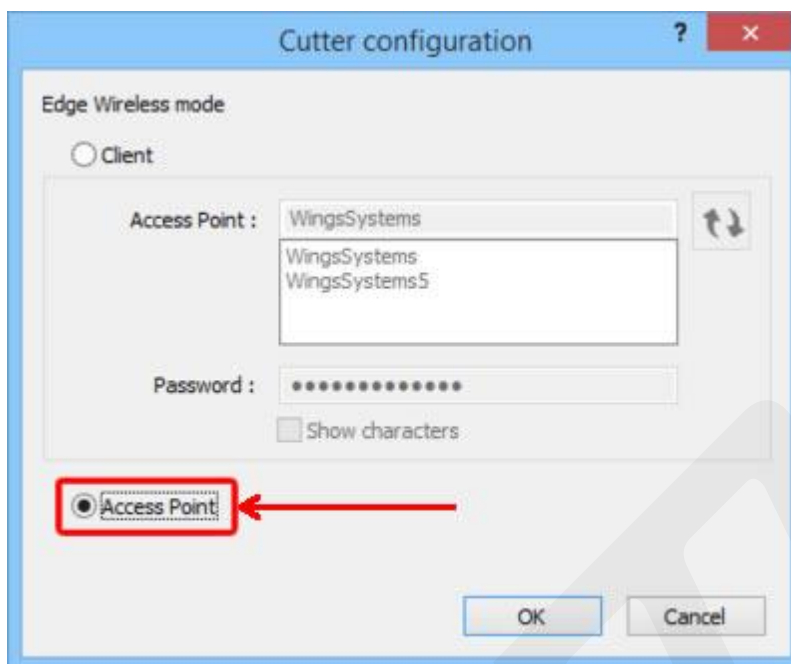 Cutter configuration
?
Edge Wireless mode
Client
Access Point : WingsSystems
WingsSystems
WingsSystems5
Password : •••••••••••••
Show characters
Access Point
OK Cancel